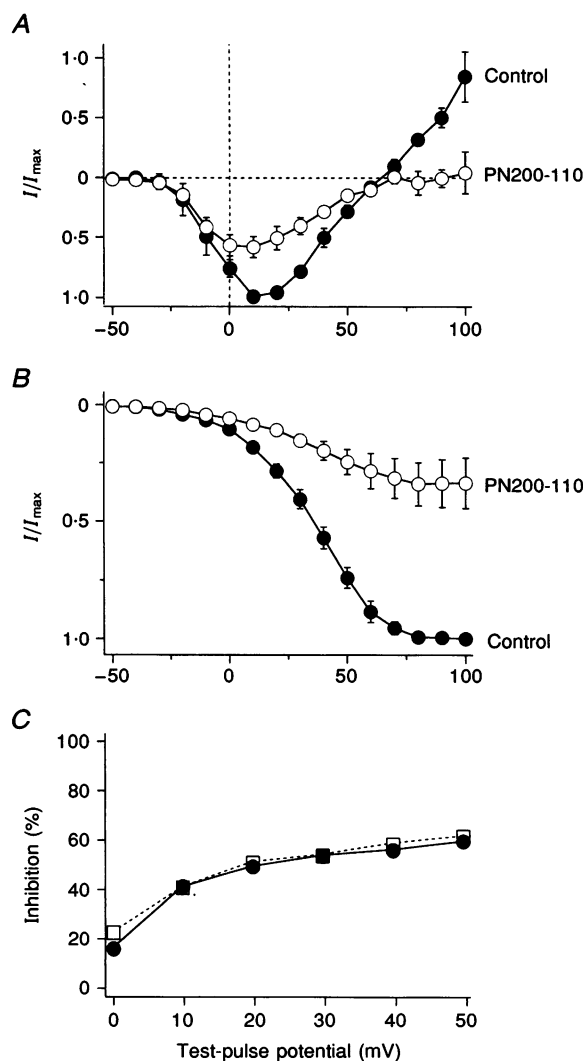 A
1·0
Control
0·5
I/Imax
0
PN200-110
0·5
1·0
−50 0 50 100
B
0
PN200-110
I/Imax
0·5
1·0
Control
−50 0 50 100
C
100
80
Inhibition (%)
60
40
20
0
0 10 20 30 40 50
Test-pulse potential (mV)